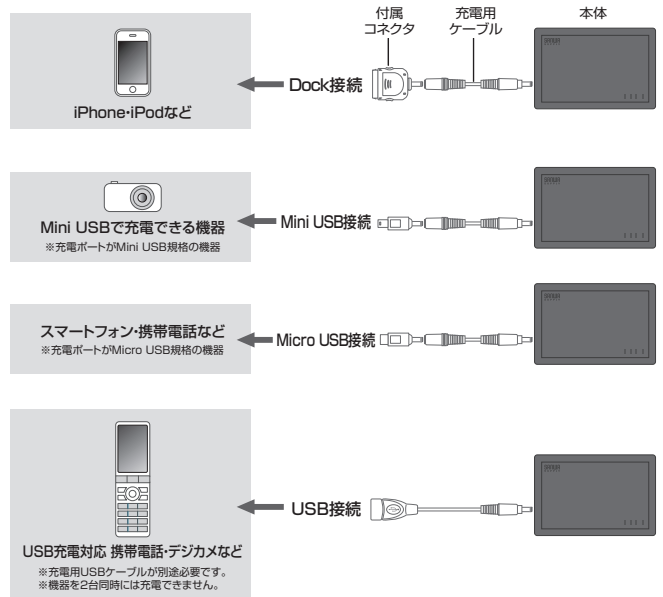 付属
コネクタ
充電用
ケーブル
本体
Dock接続
iPhone・iPodなど
Mini USB接続
Mini USBで充電できる機器
※充電ポートがMini USB規格の機器
Micro USB接続
スマートフォン・携帯電話など
※充電ポートがMicro USB規格の機器
USB接続
USB充電対応 携帯電話・デジカメなど
※充電用USBケーブルが別途必要です。
※機器を2台同時には充電できません。